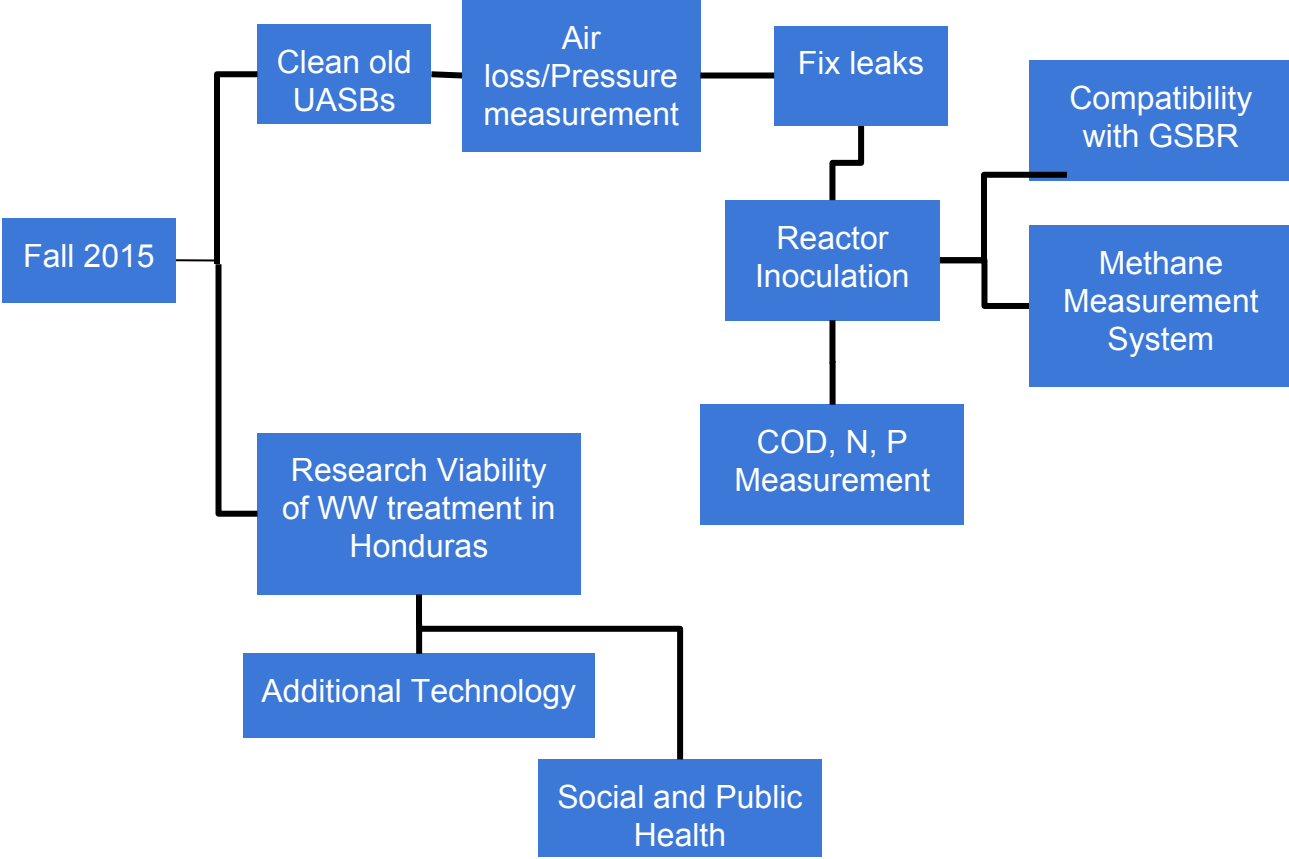 Clean old
UASBs
Air
loss/Pressure
measurement
Fix leaks
Compatibility
with GSBR
Fall 2015
Reactor
Inoculation
Methane
Measurement
System
COD, N, P
Measurement
Research Viability
of WW treatment in
Honduras
Additional Technology
Social and Public
Health